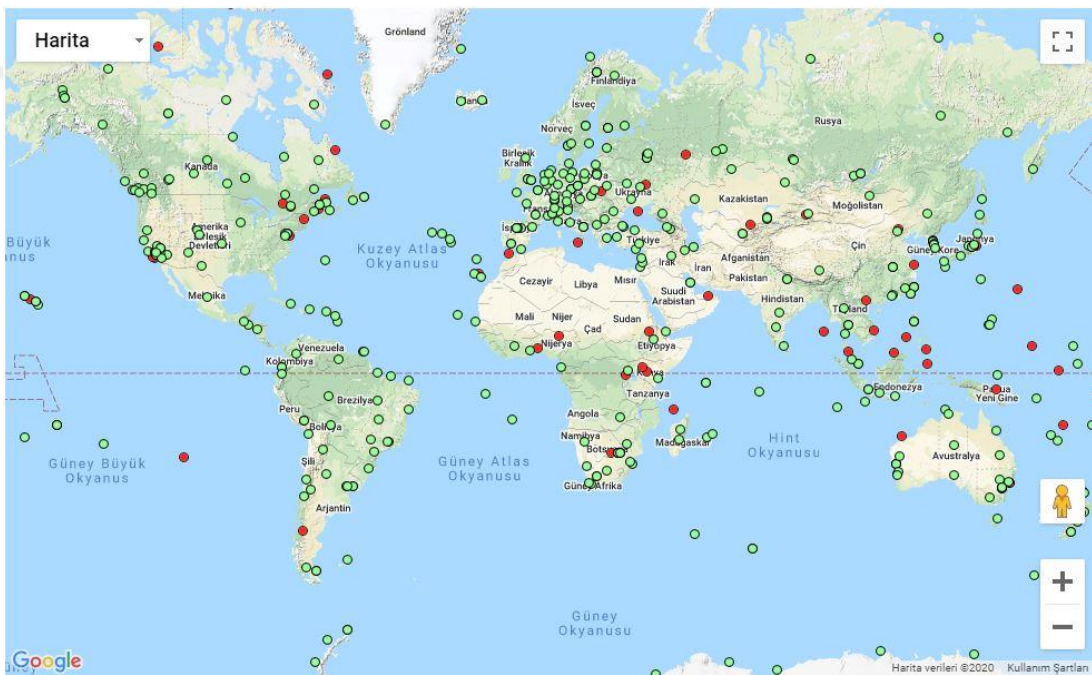 Harita
Grönland
Finlandiya
İsveç
Rusya
Norveç
Birleşik
Krallık
Kanada
Ukrayna
Kazakistan
Moğolistan
Amerika
Birleşik
Devletleri
Büyük
Kuzey Atlas
Okyanusu
Türkiye
Çin
Güney Kore
Japonya
Irak
İran
Afganistan
Pakistan
Meksika
Cezayir
Libya
Mısır
Suudi
Arabistan
Hindistan
Mali
Nijer
Çad
Sudan
Tayland
Nijerya
Etiyopya
Venezuela
Kolombiya
Kenya
Endonezya
Papua
Yeni Gine
Tanzanya
Peru
Brezilya
Angola
Bolivya
Namibya
Botsvana
Madagaskar
Hint
Okyanusu
Güney Büyük
Okyanus
Şili
Güney Atlas
Okyanusu
Avustralya
Güney Afrika
Arjantin
Güney
Okyanusu
Google
Harita verileri ©2020 Kullanım Şartları